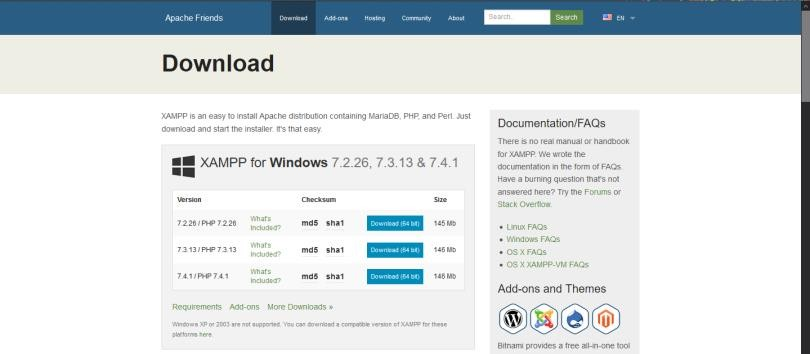 Apache Friends Download Add-ons Hosting Community About Search... Search EN
Download
XAMPP is an easy to install Apache distribution containing MariaDB, PHP, and Perl. Just
download and start the installer. It's that easy.
XAMPP for Windows 7.2.26, 7.3.13 & 7.4.1
Version Checksum Size
7.2.26 / PHP 7.2.26 What's Included? md5 sha1 Download (64 bit) 145 Mb
7.3.13 / PHP 7.3.13 What's Included? md5 sha1 Download (64 bit) 146 Mb
7.4.1 / PHP 7.4.1 What's Included? md5 sha1 Download (64 bit) 146 Mb
Requirements Add-ons More Downloads »
Windows XP or 2003 are not supported. You can download a compatible version of XAMPP for these
platforms here.
Documentation/FAQs
There is no real manual or handbook
for XAMPP. We wrote the
documentation in the form of FAQs.
Have a burning question that's not
answered here? Try the Forums or
Stack Overflow.
Linux FAQs
Windows FAQs
OS X FAQs
OS X XAMPP-VM FAQs
Add-ons and Themes
Bitnami provides a free all-in-one tool